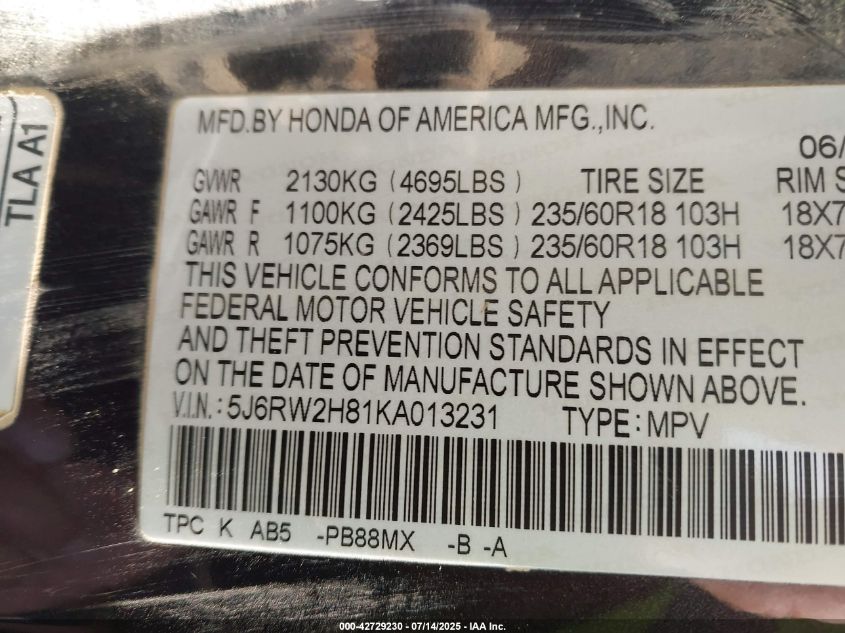 TLA A1
MFD.BY HONDA OF AMERICA MFG.,INC.
06/
GVWR 2130KG (4695LBS) TIRE SIZE RIM S
GAWR F 1100KG (2425LBS) 235/60R18 103H 18X7
GAWR R 1075KG (2369LBS) 235/60R18 103H 18X7
THIS VEHICLE CONFORMS TO ALL APPLICABLE
FEDERAL MOTOR VEHICLE SAFETY
AND THEFT PREVENTION STANDARDS IN EFFECT
ON THE DATE OF MANUFACTURE SHOWN ABOVE.
V.I.N.: 5J6RW2H81KA013231 TYPE: MPV
TPC K AB5 -PB88MX -B -A
000-42729230 - 07/14/2025 - IAA Inc.